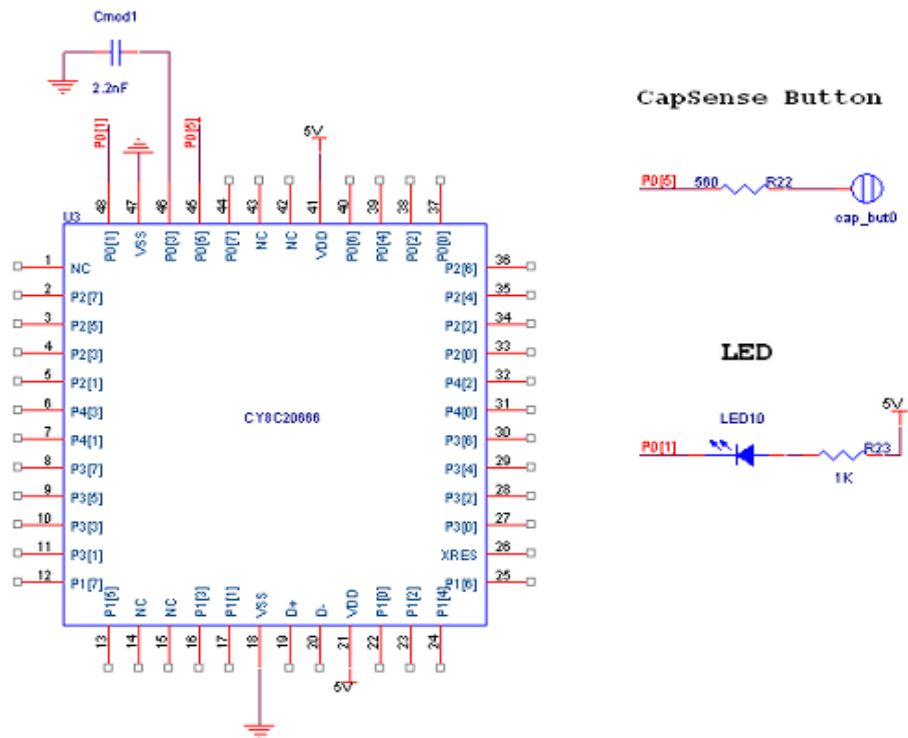 Cmod1
2.2nF
P0[1]
P0[5]
5V
48
47
46
45
44
43
42
41
40
39
38
37
U3
P0[1]
VSS
P0[3]
P0[5]
P0[7]
NC
NC
VDD
P0[6]
P0[4]
P0[2]
P0[0]
1 NC
2 P2[7]
3 P2[5]
4 P2[3]
5 P2[1]
6 P4[3]
7 P4[1]
8 P3[7]
9 P3[5]
10 P3[3]
11 P3[1]
12 P1[7]
CY8C20666
P2[6] 36
P2[4] 35
P2[2] 34
P2[0] 33
P4[2] 32
P4[0] 31
P3[6] 30
P3[4] 29
P3[2] 28
P3[0] 27
XRES 26
P1[6] 25
P1[5]
NC
NC
P1[3]
P1[1]
VSS
D+
D-
VDD
P1[0]
P1[2]
P1[4]
13
14
15
16
17
18
19
20
21
22
23
24
5V
CapSense Button
P0[5] 560 R22
cap_but0
LED
LED10
5V
P0[1]
R23
1K